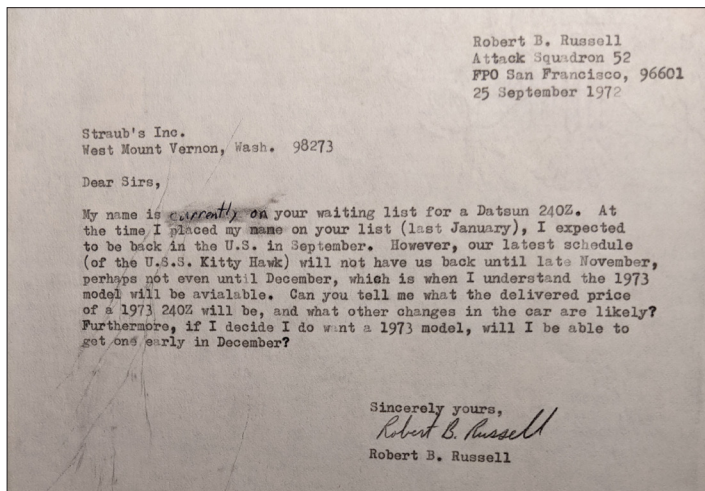 Robert B. Russell
Attack Squadron 52
FPO San Francisco, 96601
25 September 1972
Straub's Inc.
West Mount Vernon, Wash. 98273
Dear Sirs,
My name is currently on your waiting list for a Datsun 240Z. At
the time I placed my name on your list (last January), I expected
to be back in the U.S. in September. However, our latest schedule
(of the U.S.S. Kitty Hawk) will not have us back until late November,
perhaps not even until December, which is when I understand the 1973
model will be avialable. Can you tell me what the delivered price
of a 1973 240Z will be, and what other changes in the car are likely?
Furthermore, if I decide I do want a 1973 model, will I be able to
get one early in December?
Sincerely yours,
Robert B. Russell
Robert B. Russell